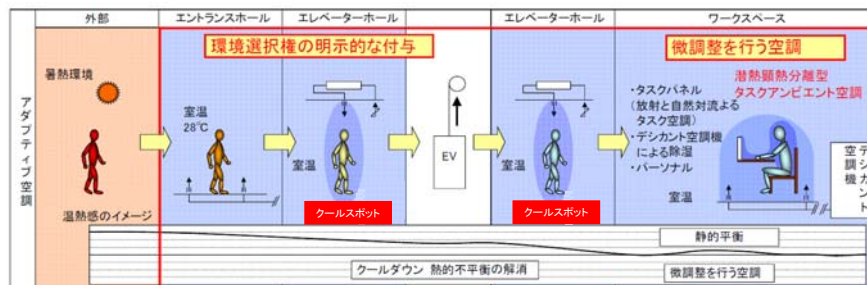 外部
エントランスホール
エレベーターホール
エレベーターホール
ワークスペース
アダプティブ空調
環境選択権の明示的な付与
微調整を行う空調
暑熱環境
室温
28℃
室温
クールスポット
EV
室温
クールスポット
潜熱顕熱分離型
タスクアンビエント空調
・タスクパネル
(放射と自然対流よる
タスク空調)
・デシカント空調機
による除湿
・パーソナル
室温
デシカント
空調機
温熱感のイメージ
静的平衡
クールダウン 熱的不平衡の解消
微調整を行う空調